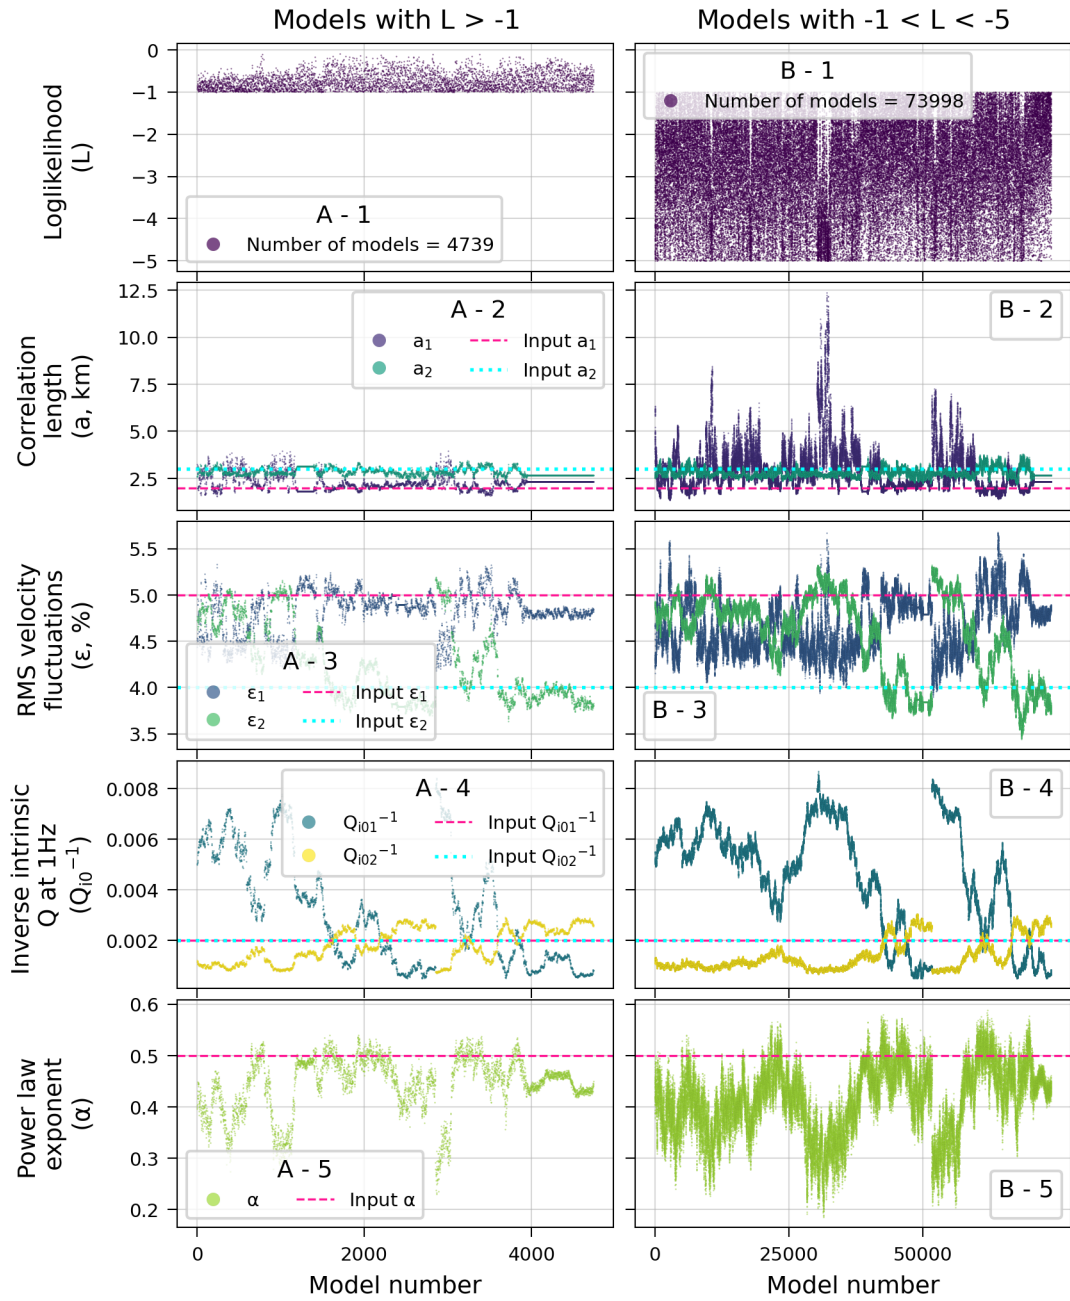 Models with L > -1
Models with -1 < L < -5
Loglikelihood
(L)
0
−1
−2
−3
−4
−5
A - 1
Number of models = 4739
B - 1
Number of models = 73998
Correlation
length
(a, km)
12.5
10.0
7.5
5.0
2.5
A - 2
a₁
Input a₁
a₂
Input a₂
B - 2
RMS velocity
fluctuations
(ε, %)
5.5
5.0
4.5
4.0
3.5
A - 3
ε₁
Input ε₁
ε₂
Input ε₂
B - 3
Inverse intrinsic
Q at 1Hz
(Qᵢ₀⁻¹)
0.008
0.006
0.004
0.002
A - 4
Qᵢ₀₁⁻¹
Input Qᵢ₀₁⁻¹
Qᵢ₀₂⁻¹
Input Qᵢ₀₂⁻¹
B - 4
Power law
exponent
(α)
0.6
0.5
0.4
0.3
0.2
A - 5
α
Input α
B - 5
0
2000
4000
0
25000
50000
Model number
Model number